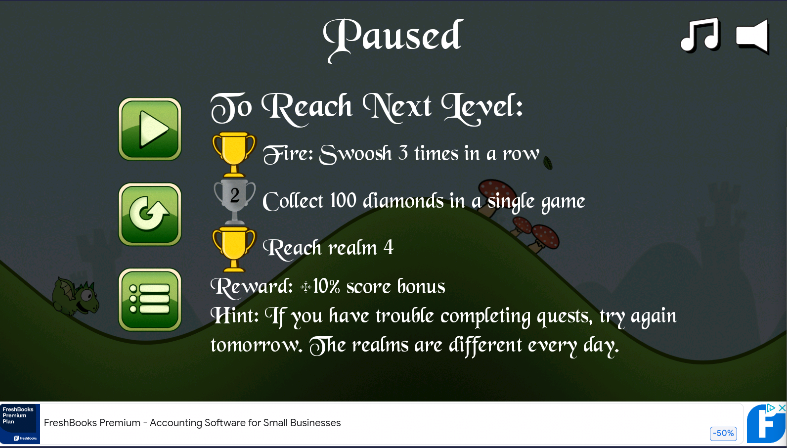 Paused
To Reach Next Level:
Fire: Swoosh 3 times in a row
2
Collect 100 diamonds in a single game
Reach realm 4
Reward: +10% score bonus
Hint: If you have trouble completing quests, try again
tomorrow. The realms are different every day.
FreshBooks
Premium
Plan
FreshBooks
FreshBooks Premium - Accounting Software for Small Businesses
-50%
F